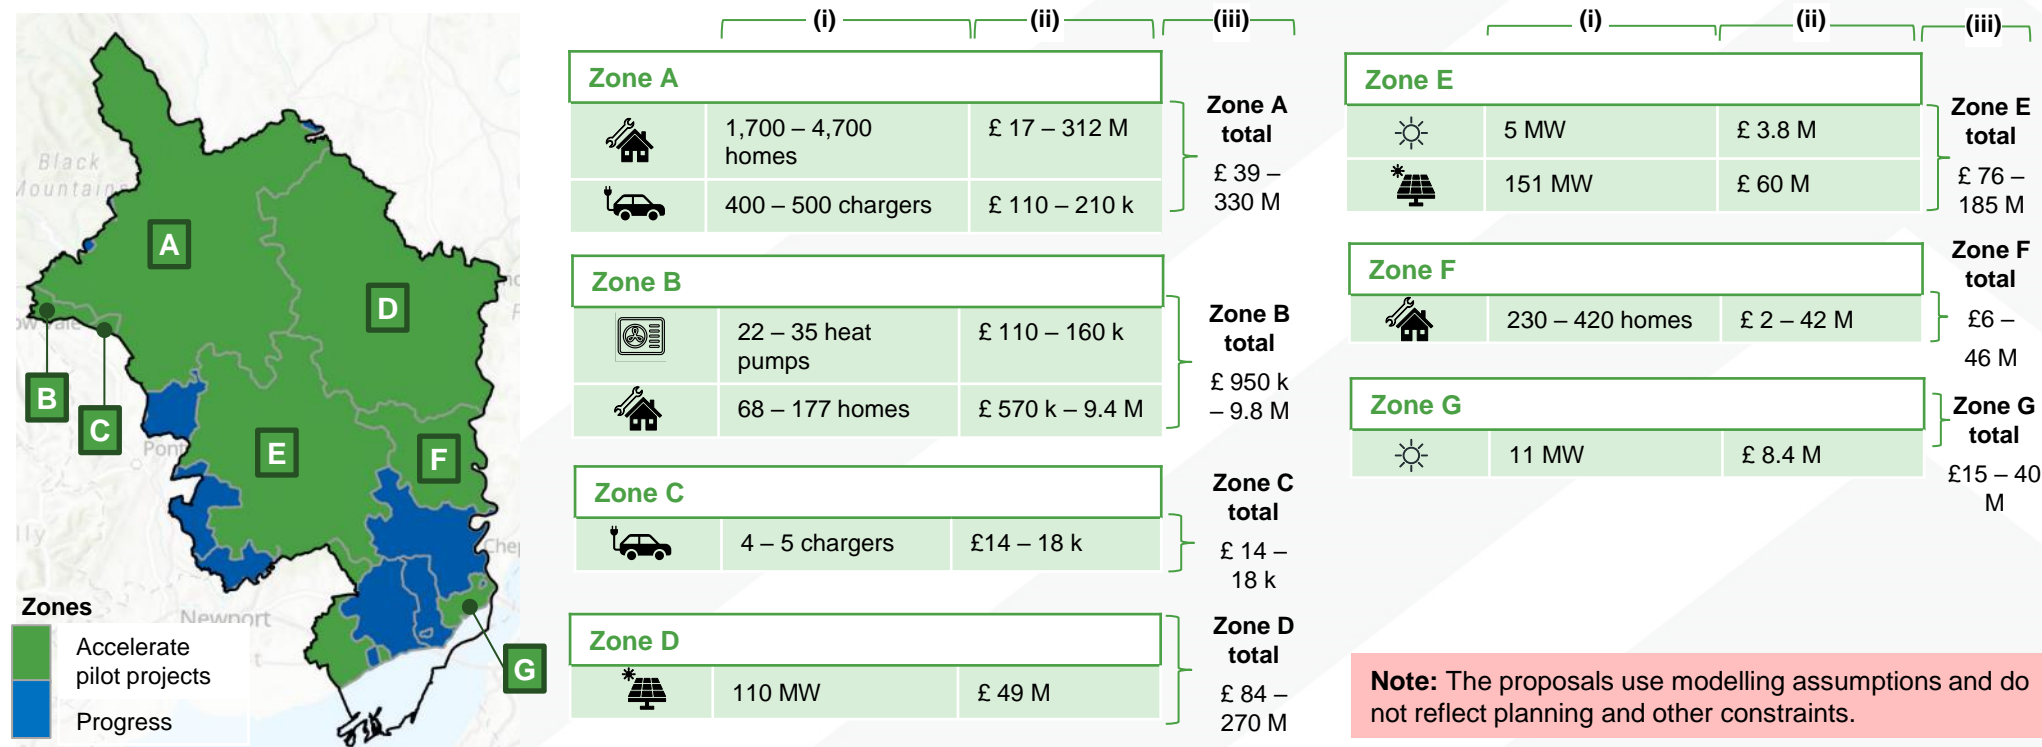 Black
Mountain
A
D
B
C
Pont
E
F
Newport
Che
G
Zones
Accelerate
pilot projects
Progress
(i)
(ii)
(iii)
Zone A
1,700 – 4,700
homes
£ 17 – 312 M
400 – 500 chargers
£ 110 – 210 k
Zone A
total
£ 39 –
330 M
Zone B
22 – 35 heat
pumps
£ 110 – 160 k
68 – 177 homes
£ 570 k – 9.4 M
Zone B
total
£ 950 k
– 9.8 M
Zone C
4 – 5 chargers
£14 – 18 k
Zone C
total
£ 14 –
18 k
Zone D
110 MW
£ 49 M
Zone D
total
£ 84 –
270 M
(i)
(ii)
(iii)
Zone E
5 MW
£ 3.8 M
151 MW
£ 60 M
Zone E
total
£ 76 –
185 M
Zone F
230 – 420 homes
£ 2 – 42 M
Zone F
total
£6 –
46 M
Zone G
11 MW
£ 8.4 M
Zone G
total
£15 – 40
M
Note: The proposals use modelling assumptions and do
not reflect planning and other constraints.